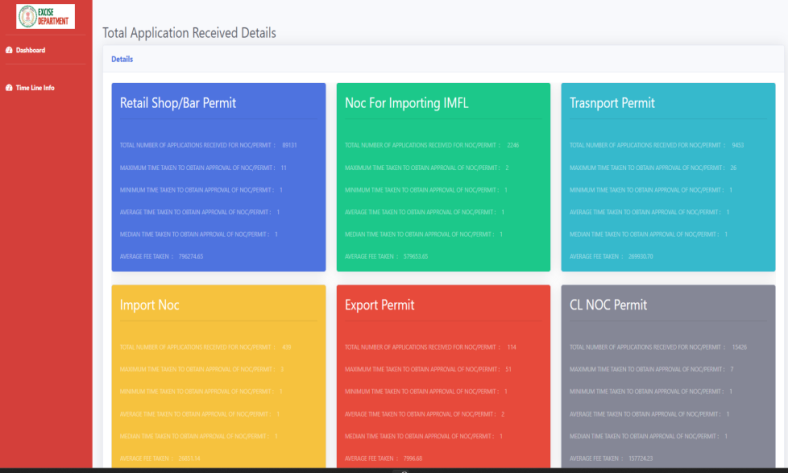 EXCISE
DEPARTMENT
Dashboard
Time Line Info
Total Application Received Details
Details
Retail Shop/Bar Permit
TOTAL NUMBER OF APPLICATIONS RECEIVED FOR NOC/PERMIT :
MAXIMUM TIME TAKEN TO OBTAIN APPROVAL OF NOC/PERMIT : 11
MINIMUM TIME TAKEN TO OBTAIN APPROVAL OF NOC/PERMIT : 1
AVERAGE TIME TAKEN TO OBTAIN APPROVAL OF NOC/PERMIT : 1
MEDIAN TIME TAKEN TO OBTAIN APPROVAL OF NOC/PERMIT : 1
AVERAGE FEE TAKEN :
Noc For Importing IMFL
TOTAL NUMBER OF APPLICATIONS RECEIVED FOR NOC/PERMIT : 2246
MAXIMUM TIME TAKEN TO OBTAIN APPROVAL OF NOC/PERMIT : 2
MINIMUM TIME TAKEN TO OBTAIN APPROVAL OF NOC/PERMIT : 1
AVERAGE TIME TAKEN TO OBTAIN APPROVAL OF NOC/PERMIT : 1
MEDIAN TIME TAKEN TO OBTAIN APPROVAL OF NOC/PERMIT : 1
AVERAGE FEE TAKEN :
Trasnport Permit
TOTAL NUMBER OF APPLICATIONS RECEIVED FOR NOC/PERMIT :
MAXIMUM TIME TAKEN TO OBTAIN APPROVAL OF NOC/PERMIT :
MINIMUM TIME TAKEN TO OBTAIN APPROVAL OF NOC/PERMIT : 1
AVERAGE TIME TAKEN TO OBTAIN APPROVAL OF NOC/PERMIT : 1
MEDIAN TIME TAKEN TO OBTAIN APPROVAL OF NOC/PERMIT : 1
AVERAGE FEE TAKEN :
Import Noc
TOTAL NUMBER OF APPLICATIONS RECEIVED FOR NOC/PERMIT :
MAXIMUM TIME TAKEN TO OBTAIN APPROVAL OF NOC/PERMIT :
MINIMUM TIME TAKEN TO OBTAIN APPROVAL OF NOC/PERMIT : 1
AVERAGE TIME TAKEN TO OBTAIN APPROVAL OF NOC/PERMIT : 1
MEDIAN TIME TAKEN TO OBTAIN APPROVAL OF NOC/PERMIT : 1
AVERAGE FEE TAKEN :
Export Permit
TOTAL NUMBER OF APPLICATIONS RECEIVED FOR NOC/PERMIT : 114
MAXIMUM TIME TAKEN TO OBTAIN APPROVAL OF NOC/PERMIT :
MINIMUM TIME TAKEN TO OBTAIN APPROVAL OF NOC/PERMIT : 1
AVERAGE TIME TAKEN TO OBTAIN APPROVAL OF NOC/PERMIT : 2
MEDIAN TIME TAKEN TO OBTAIN APPROVAL OF NOC/PERMIT : 1
AVERAGE FEE TAKEN :
CL NOC Permit
TOTAL NUMBER OF APPLICATIONS RECEIVED FOR NOC/PERMIT :
MAXIMUM TIME TAKEN TO OBTAIN APPROVAL OF NOC/PERMIT : 7
MINIMUM TIME TAKEN TO OBTAIN APPROVAL OF NOC/PERMIT : 1
AVERAGE TIME TAKEN TO OBTAIN APPROVAL OF NOC/PERMIT : 1
MEDIAN TIME TAKEN TO OBTAIN APPROVAL OF NOC/PERMIT : 1
AVERAGE FEE TAKEN : 157724.23